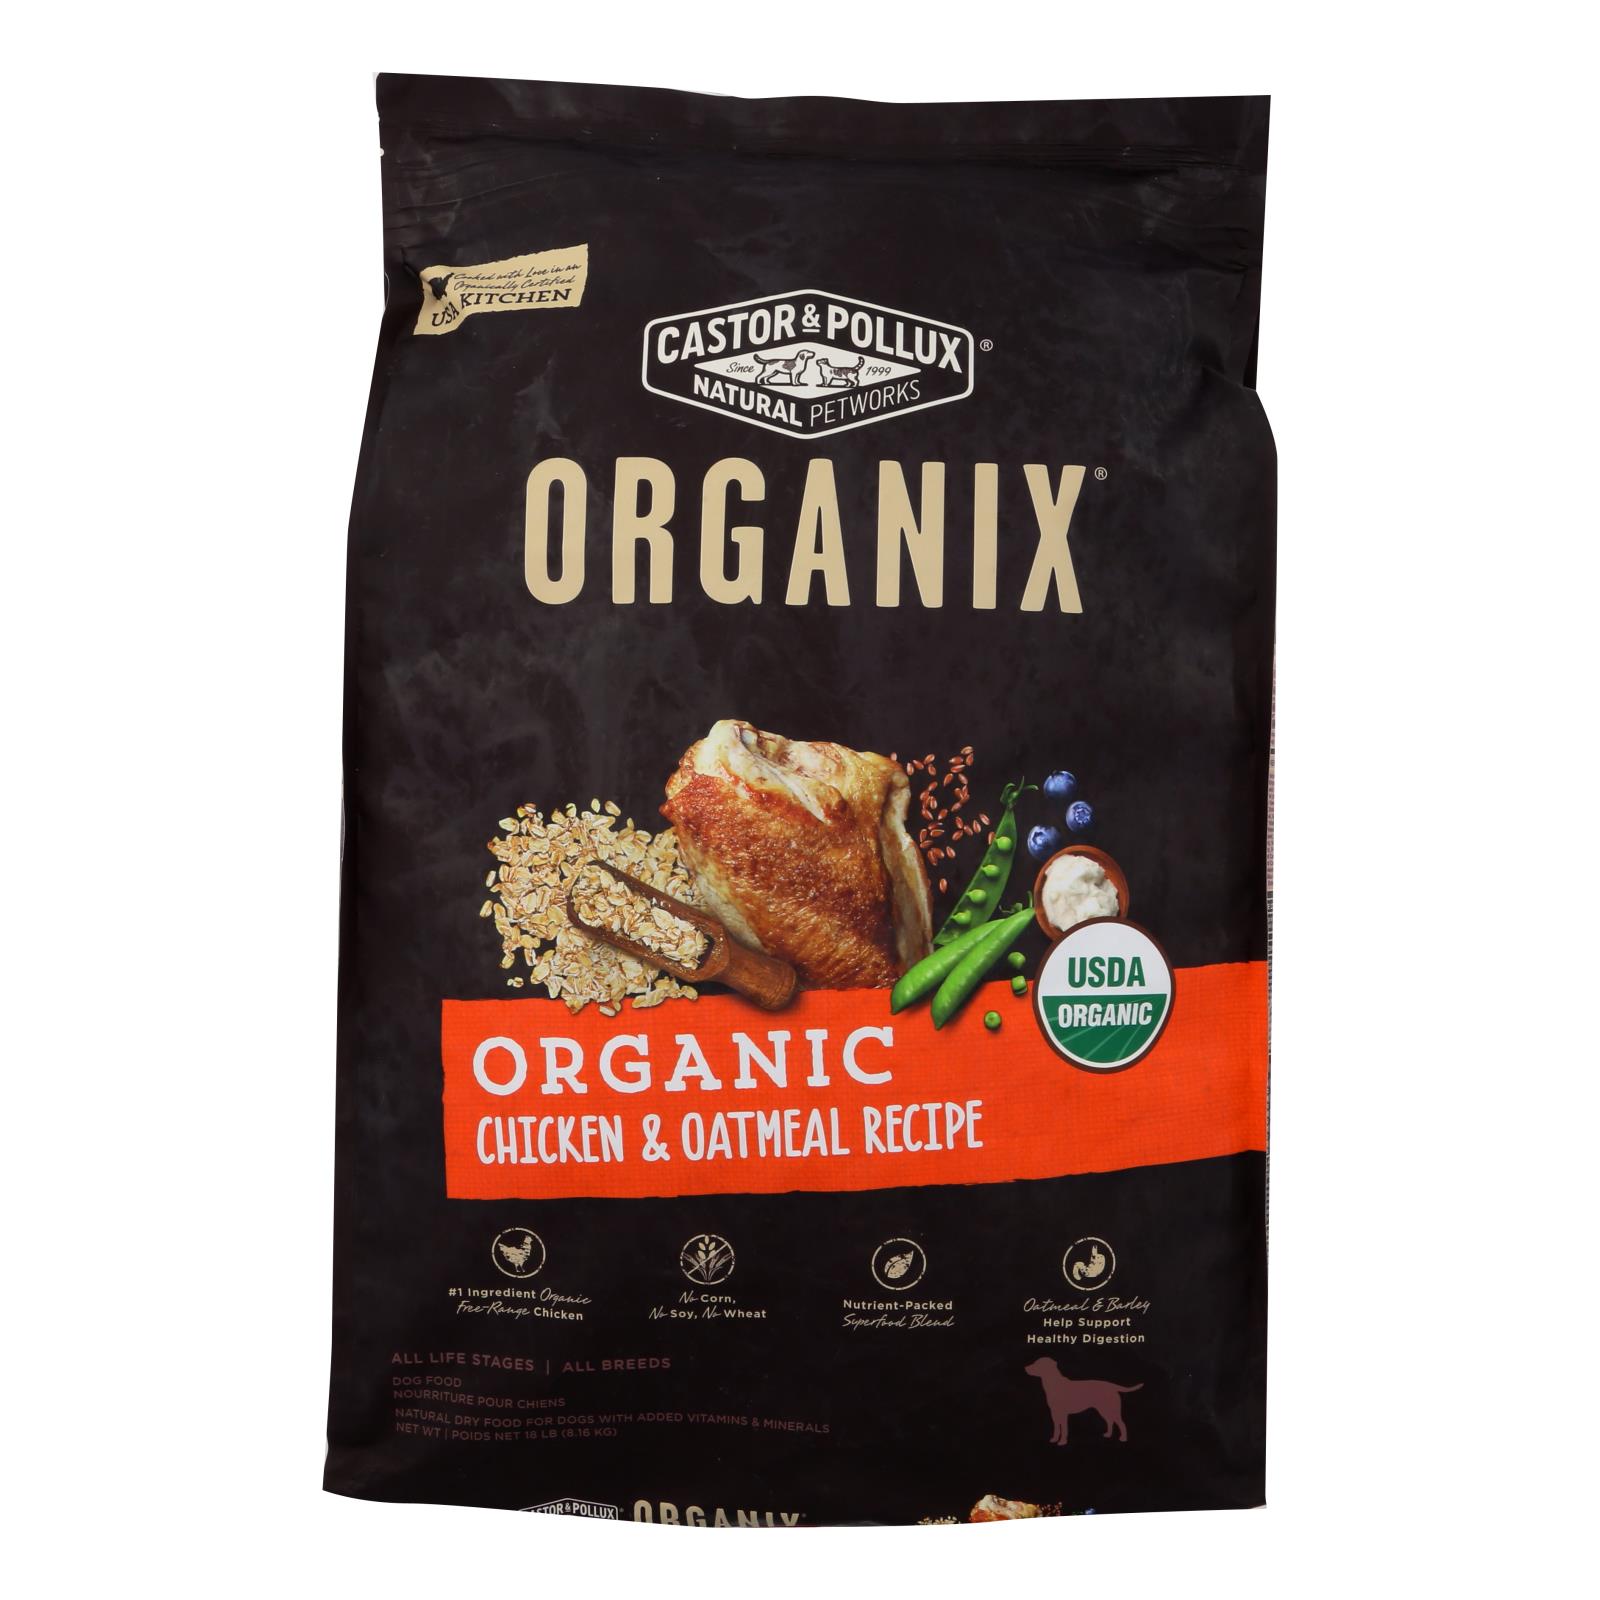 Cooked with Love in an
Organically Certified
USA KITCHEN
CASTOR & POLLUX®
Since 1999
NATURAL PETWORKS
ORGANIX®
USDA
ORGANIC
ORGANIC
CHICKEN & OATMEAL RECIPE
#1 Ingredient Organic
Free-Range Chicken
No Corn,
No Soy, No Wheat
Nutrient-Packed
Superfood Blend
Oatmeal & Barley
Help Support
Healthy Digestion
ALL LIFE STAGES | ALL BREEDS
DOG FOOD
NOURRITURE POUR CHIENS
NATURAL DRY FOOD FOR DOGS WITH ADDED VITAMINS & MINERALS
NET WT | POIDS NET 18 LB (8.16 KG)
CASTOR & POLLUX® ORGANIX®